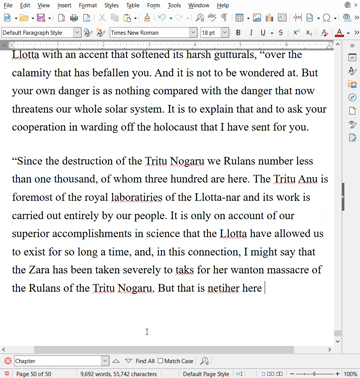 File Edit View Insert Format Styles Table Form Tools Window Help
Default Paragraph Style Times New Roman 18 pt B I U S A
Llotta with an accent that softened its harsh gutturals, “over the
calamity that has befallen you. And it is not to be wondered at. But
your own danger is as nothing compared with the danger that now
threatens our whole solar system. It is to explain that and to ask your
cooperation in warding off the holocaust that I have sent for you.
“Since the destruction of the Tritu Nogaru we Rulans number less
than one thousand, of whom three hundred are here. The Tritu Anu is
foremost of the royal laboratiries of the Llotta-nar and its work is
carried out entirely by our people. It is only on account of our
superior accomplishments in science that the Llotta have allowed us
to exist for so long a time, and, in this connection, I might say that
the Zara has been taken severely to taks for her wanton massacre of
the Rulans of the Tritu Nogaru. But that is netiher here
Chapter Find All Match Case
Page 50 of 50 9,692 words, 55,742 characters Default Page Style 100%